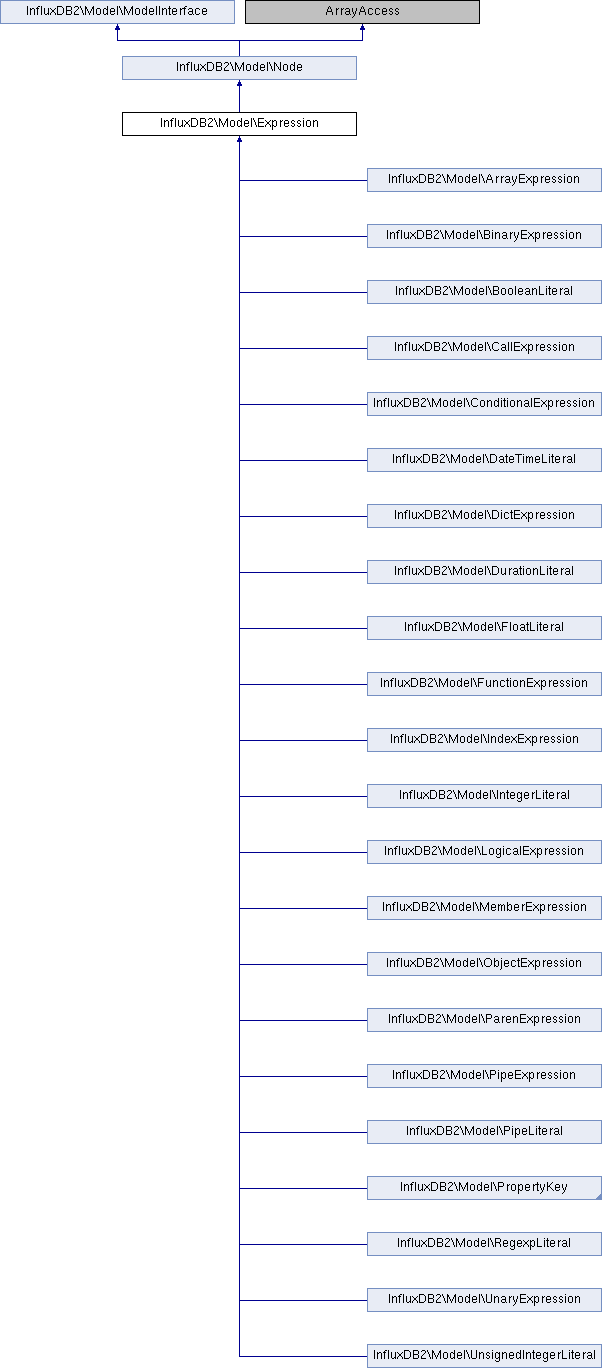 InfluxDB2\Model\ModelInterface
ArrayAccess
InfluxDB2\Model\Node
InfluxDB2\Model\Expression
InfluxDB2\Model\ArrayExpression
InfluxDB2\Model\BinaryExpression
InfluxDB2\Model\BooleanLiteral
InfluxDB2\Model\CallExpression
InfluxDB2\Model\ConditionalExpression
InfluxDB2\Model\DateTimeLiteral
InfluxDB2\Model\DictExpression
InfluxDB2\Model\DurationLiteral
InfluxDB2\Model\FloatLiteral
InfluxDB2\Model\FunctionExpression
InfluxDB2\Model\IndexExpression
InfluxDB2\Model\IntegerLiteral
InfluxDB2\Model\LogicalExpression
InfluxDB2\Model\MemberExpression
InfluxDB2\Model\ObjectExpression
InfluxDB2\Model\ParenExpression
InfluxDB2\Model\PipeExpression
InfluxDB2\Model\PipeLiteral
InfluxDB2\Model\PropertyKey
InfluxDB2\Model\RegexpLiteral
InfluxDB2\Model\UnaryExpression
InfluxDB2\Model\UnsignedIntegerLiteral